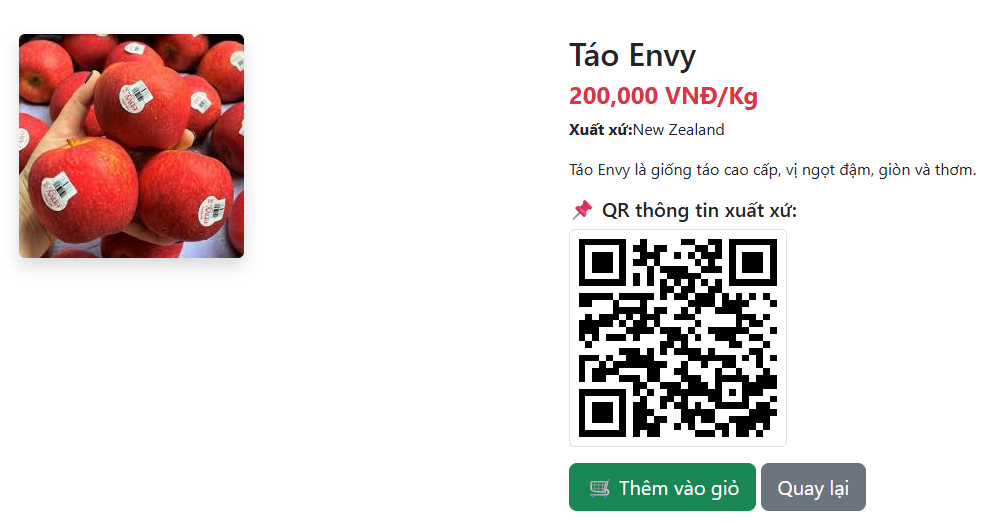 Táo Envy
200,000 VNĐ/Kg
Xuất xứ:New Zealand
Táo Envy là giống táo cao cấp, vị ngọt đậm, giòn và thơm.
📌 QR thông tin xuất xứ:
🛒 Thêm vào giỏ
Quay lại